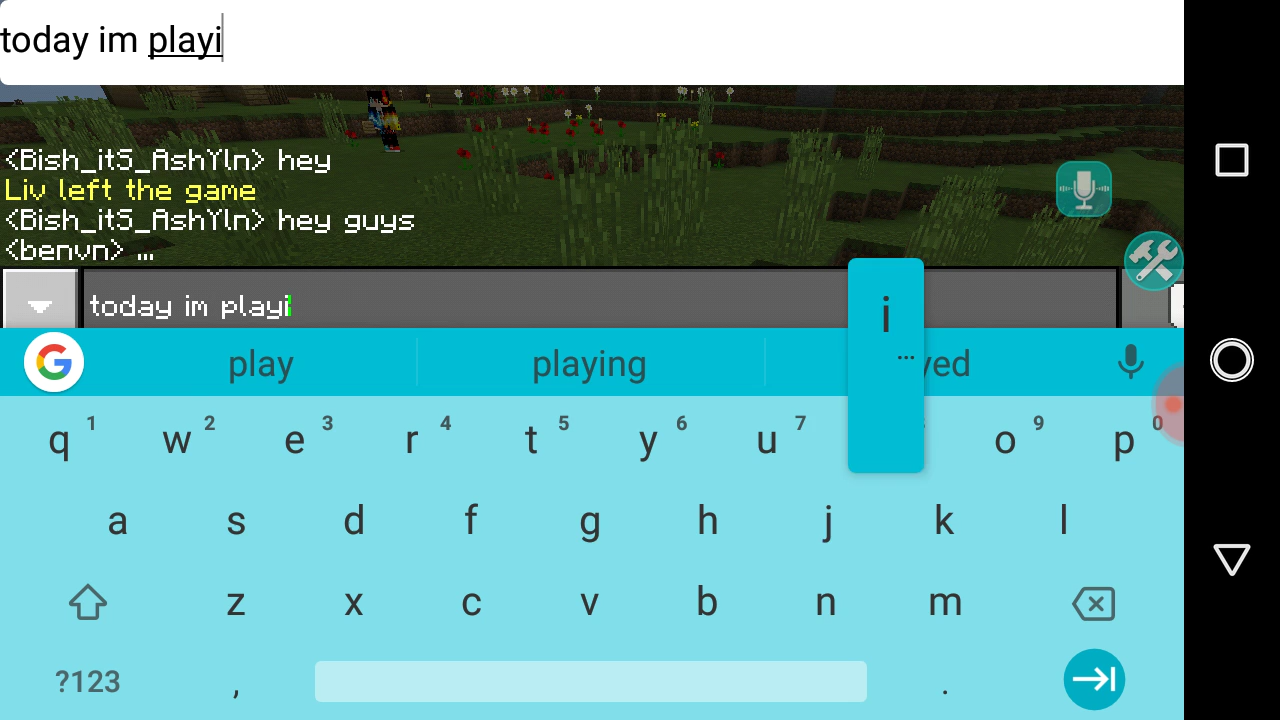 today im playi
<Bish_it5_AshYln> hey
Liv left the game
<Bish_it5_AshYln> hey guys
<benvn> ...
today im playi
G play playing yed
i
...
q 1 w 2 e 3 r 4 t 5 y 6 u 7 o 9 p 0
a s d f g h j k l
z x c v b n m
?123 , .